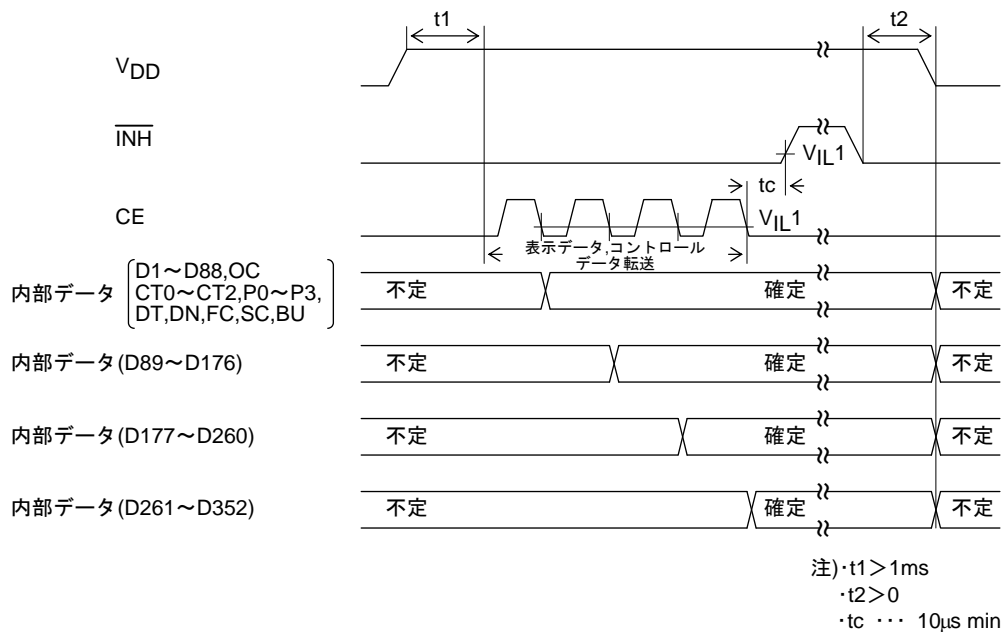 t1
t2
VDD
INH
VIL1
tc
CE
VIL1
表示データ,コントロール
データ転送
内部データ
D1～D88,OC
CT0～CT2,P0～P3,
DT,DN,FC,SC,BU
不定
確定
不定
内部データ(D89～D176)
不定
確定
不定
内部データ(D177～D260)
不定
確定
不定
内部データ(D261～D352)
不定
確定
不定
注)・t1＞1ms
・t2＞0
・tc ･･･ 10μs min